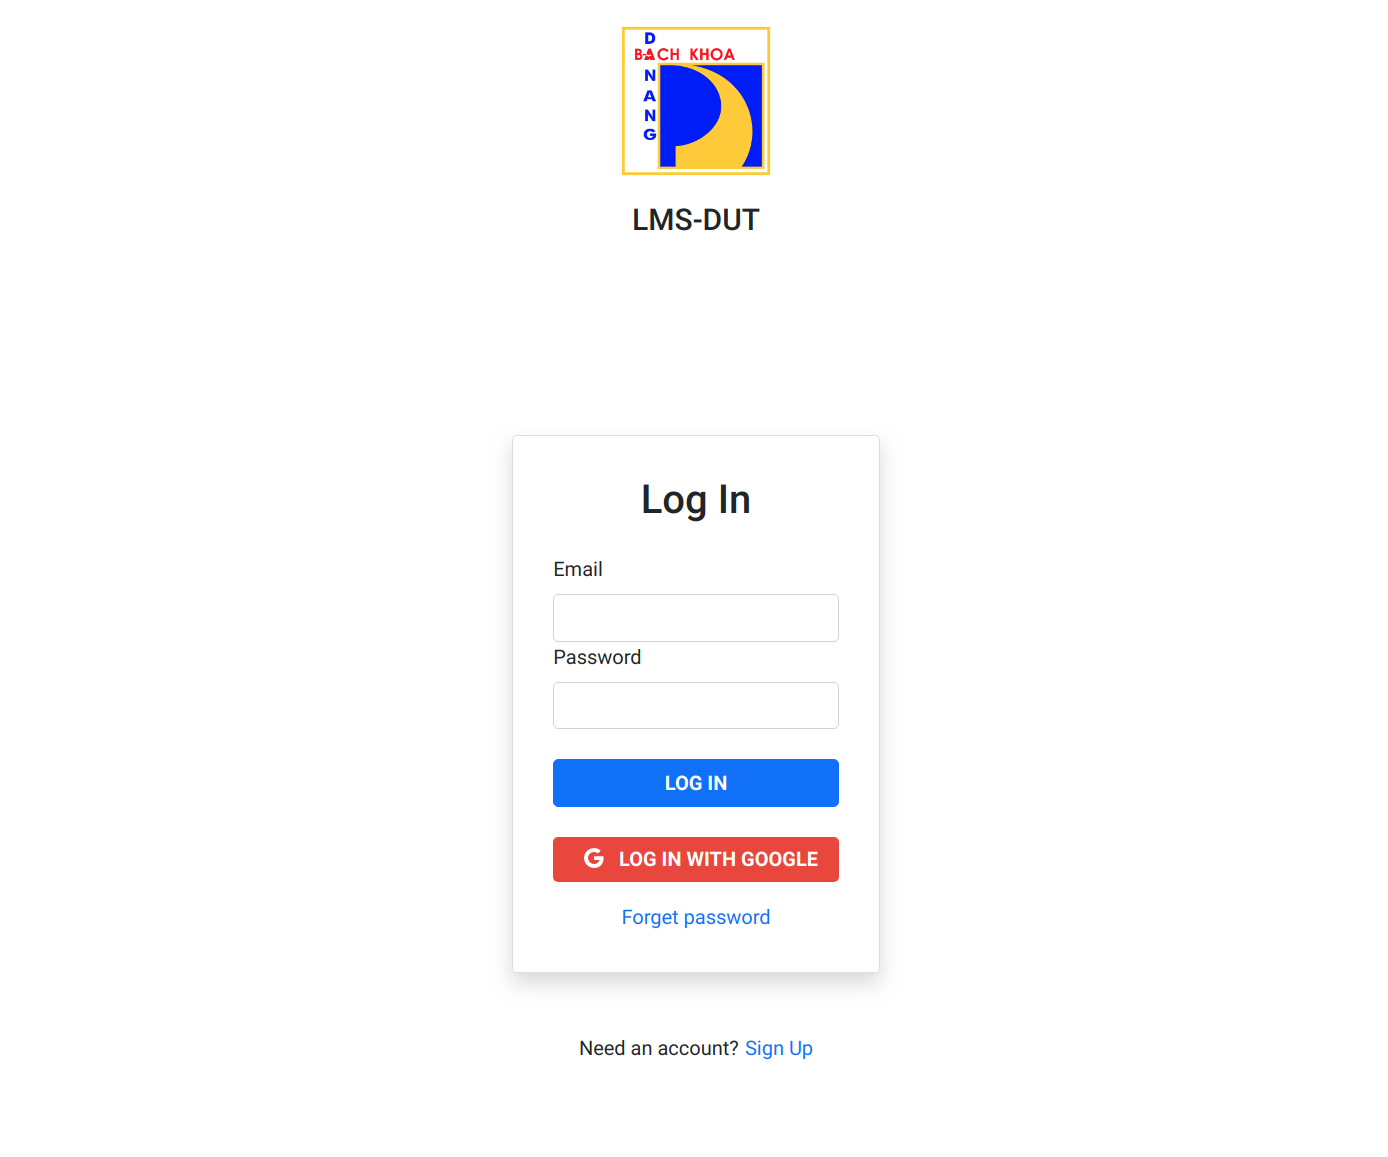 DANANG
BACH KHOA
LMS-DUT
Log In
Email
Password
LOG IN
G LOG IN WITH GOOGLE
Forget password
Need an account? Sign Up